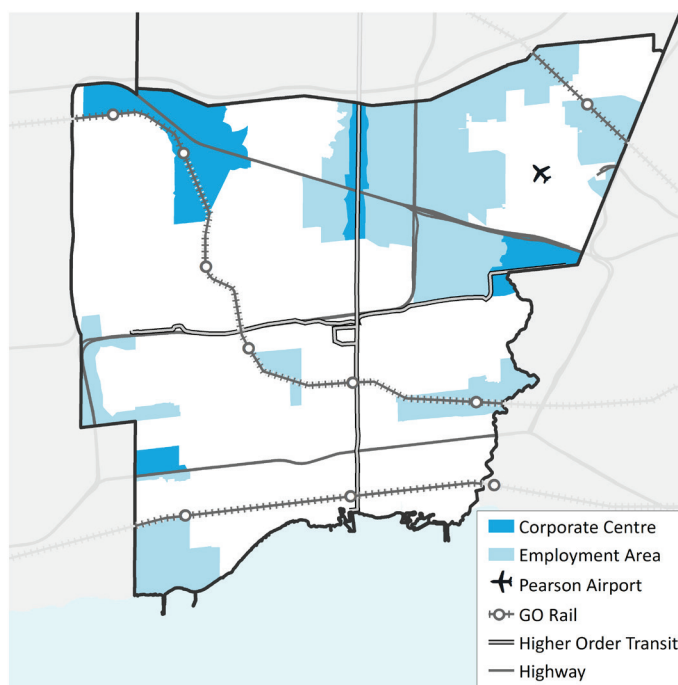 Corporate Centre
Employment Area
Pearson Airport
GO Rail
Higher Order Transit
Highway